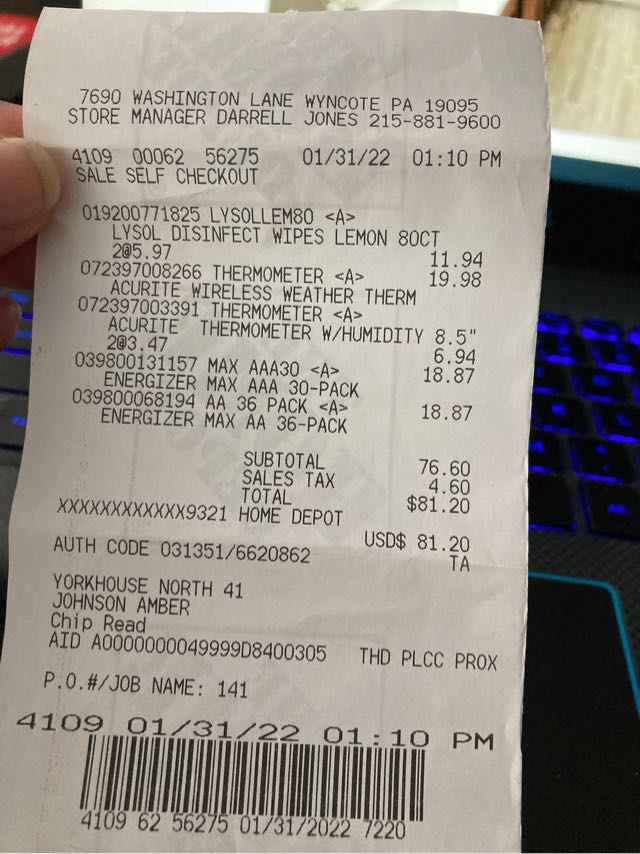 7690 WASHINGTON LANE WYNCOTE PA 19095
STORE MANAGER DARRELL JONES 215-881-9600
4109 00062 56275 01/31/22 01:10 PM
SALE SELF CHECKOUT
019200771825 LYSOLLEM80 <A>
LYSOL DISINFECT WIPES LEMON 80CT
2@5.97 11.94
072397008266 THERMOMETER <A> 19.98
ACURITE WIRELESS WEATHER THERM
072397003391 THERMOMETER <A>
ACURITE THERMOMETER W/HUMIDITY 8.5"
2@3.47 6.94
039800131157 MAX AAA30 <A> 18.87
ENERGIZER MAX AAA 30-PACK
039800068194 AA 36 PACK <A> 18.87
ENERGIZER MAX AA 36-PACK
SUBTOTAL 76.60
SALES TAX 4.60
TOTAL $81.20
XXXXXXXXXXXX9321 HOME DEPOT
USD$ 81.20
AUTH CODE 031351/6620862 TA
YORKHOUSE NORTH 41
JOHNSON AMBER
Chip Read
AID A0000000049999D8400305 THD PLCC PROX
P.O.#/JOB NAME: 141
4109 01/31/22 01:10 PM
4109 62 56275 01/31/2022 7220